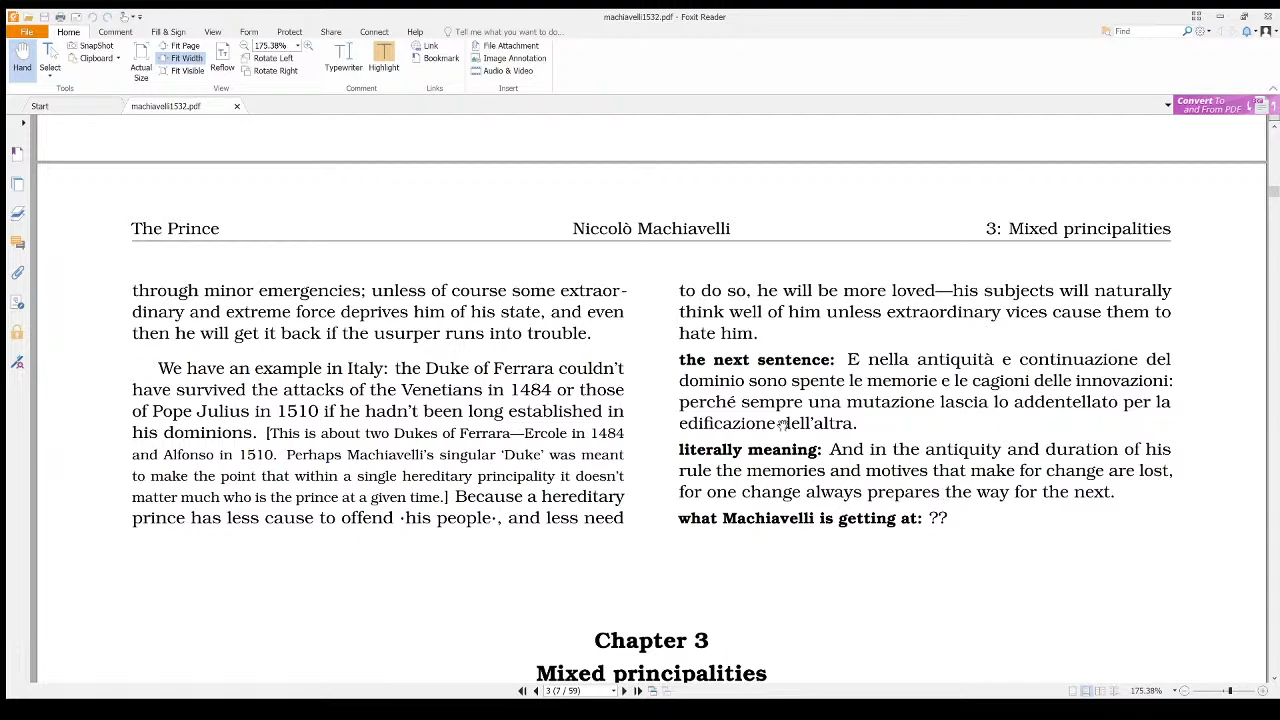 machiavelli1532.pdf - Foxit Reader
File Home Comment Fill & Sign View Form Protect Share Connect Help Tell me what you want to do... Find
Hand
Select
SnapShot
Clipboard
Actual Size
Fit Page
Fit Width
Fit Visible
Reflow
175.38%
Rotate Left
Rotate Right
Typewriter
Highlight
Link
Bookmark
File Attachment
Image Annotation
Audio & Video
Tools View Comment Links Insert
Start machiavelli1532.pdf
Convert To
and From PDF
The Prince Niccolò Machiavelli 3: Mixed principalities
through minor emergencies; unless of course some extraor-
dinary and extreme force deprives him of his state, and even
then he will get it back if the usurper runs into trouble.
We have an example in Italy: the Duke of Ferrara couldn't
have survived the attacks of the Venetians in 1484 or those
of Pope Julius in 1510 if he hadn't been long established in
his dominions. [This is about two Dukes of Ferrara—Ercole in 1484
and Alfonso in 1510. Perhaps Machiavelli's singular 'Duke' was meant
to make the point that within a single hereditary principality it doesn't
matter much who is the prince at a given time.] Because a hereditary
prince has less cause to offend ·his people·, and less need
to do so, he will be more loved—his subjects will naturally
think well of him unless extraordinary vices cause them to
hate him.
the next sentence: E nella antiquità e continuazione del
dominio sono spente le memorie e le cagioni delle innovazioni:
perché sempre una mutazione lascia lo addentellato per la
edificazione dell'altra.
literally meaning: And in the antiquity and duration of his
rule the memories and motives that make for change are lost,
for one change always prepares the way for the next.
what Machiavelli is getting at: ??
Chapter 3
Mixed principalities
3 (7 / 59) 175.38%